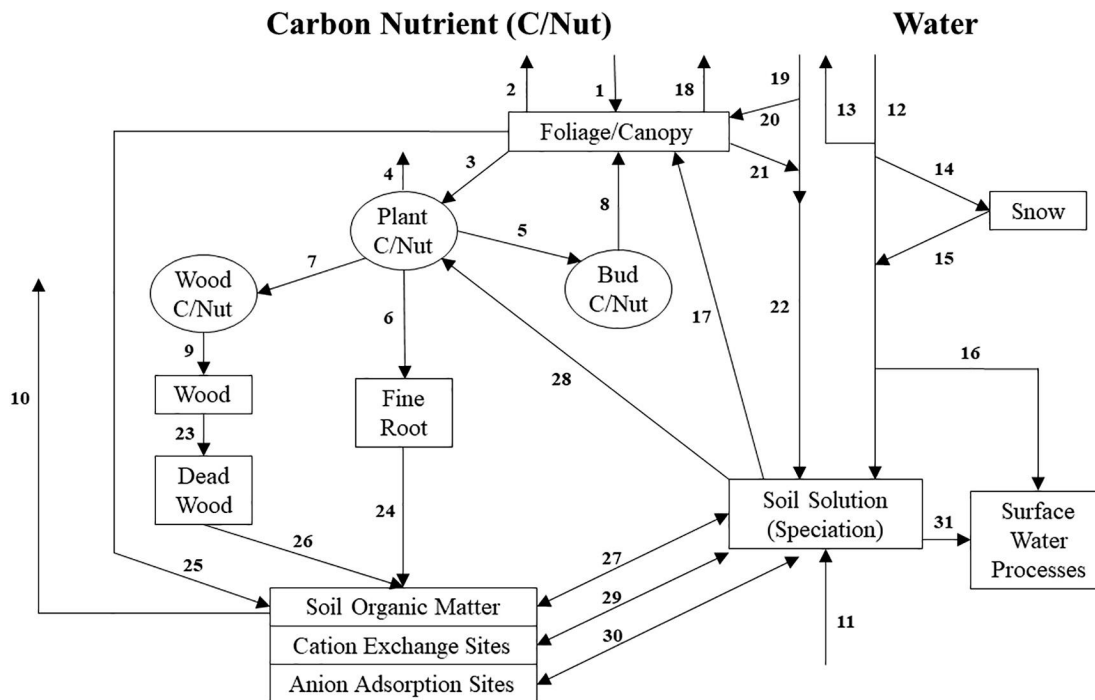 Carbon Nutrient (C/Nut)
Water
2
1
18
19
13
12
20
Foliage/Canopy
3
4
21
14
8
Plant
C/Nut
5
Snow
7
15
Wood
C/Nut
Bud
C/Nut
6
17
22
9
16
10
Wood
28
Fine
Root
23
Dead
Wood
24
Soil Solution
(Speciation)
31
Surface
Water
Processes
26
25
27
Soil Organic Matter
29
Cation Exchange Sites
30
11
Anion Adsorption Sites